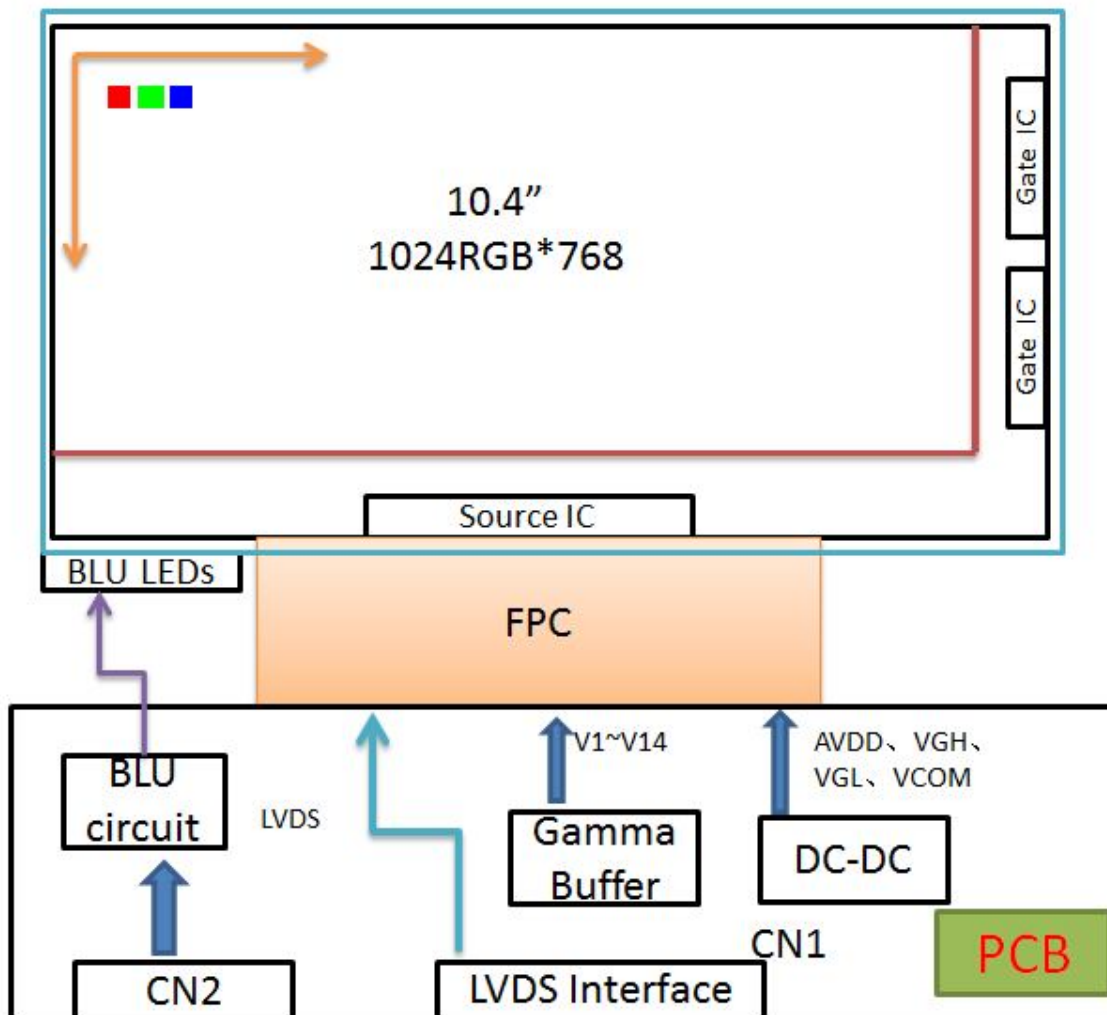 10.4”
1024RGB*768
Gate IC
Gate IC
Source IC
BLU LEDs
FPC
V1~V14
AVDD、VGH、
VGL、VCOM
BLU
circuit
LVDS
Gamma
Buffer
DC-DC
CN1
PCB
CN2
LVDS Interface